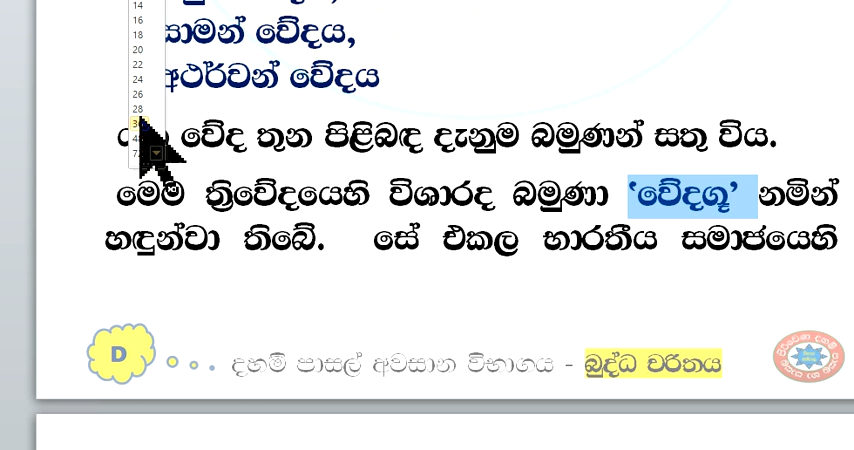 14
16
18
20
22
24
26
28
සාමන් වේදය,
අථර්වන් වේදය
වේද තුන පිළිබඳ දැනුම බමුණන් සතු විය.
මෙම ත්‍රිවේදයෙහි විශාරද බමුණා ‘වේදගූ’ නමින්
හඳුන්වා තිබේ. සේ එකල භාරතීය සමාජයෙහි
D
දහම් පාසල් අවසාන විභාගය - බුද්ධ චරිතය